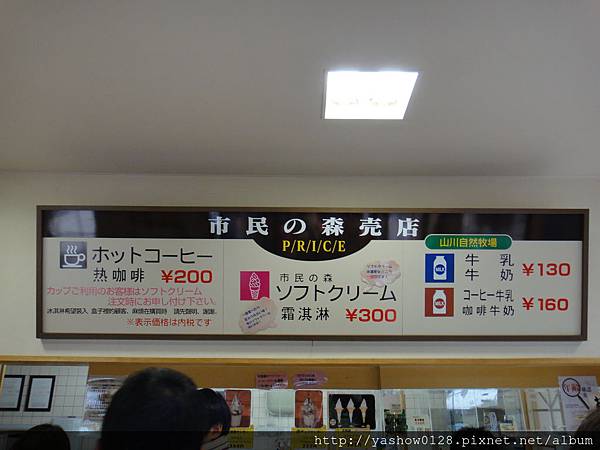 市民の森売店
P/R/I/C/E
ホットコーヒー
热咖啡 ¥200
カップご利用のお客様はソフトクリーム
注文時にお申し付け下さい。
※表示価格は内税です
市民の森
ソフトクリーム
霜淇淋 ¥300
山川自然牧場
MILK
牛乳
牛奶 ¥130
コーヒー牛乳
咖啡牛奶 ¥160
http://yashow0128.pixnet.net/album